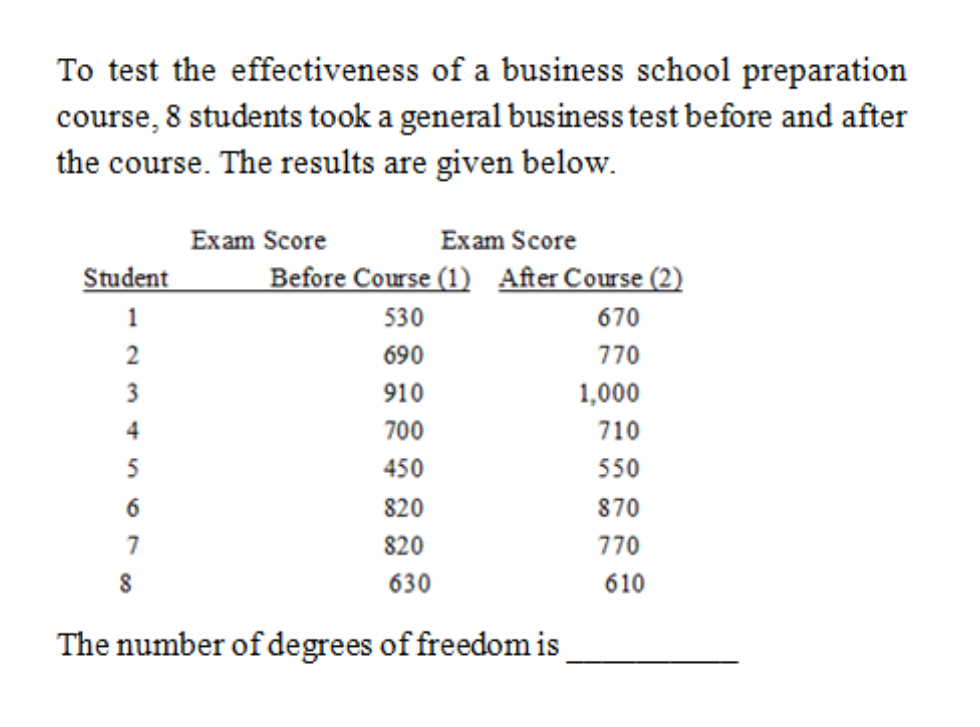 To test the effectiveness of a business school preparation
course, 8 students took a general business test before and after
the course. The results are given below.
Exam Score Exam Score
Student Before Course (1) After Course (2)
1 530 670
2 690 770
3 910 1,000
4 700 710
5 450 550
6 820 870
7 820 770
8 630 610
The number of degrees of freedom is __________